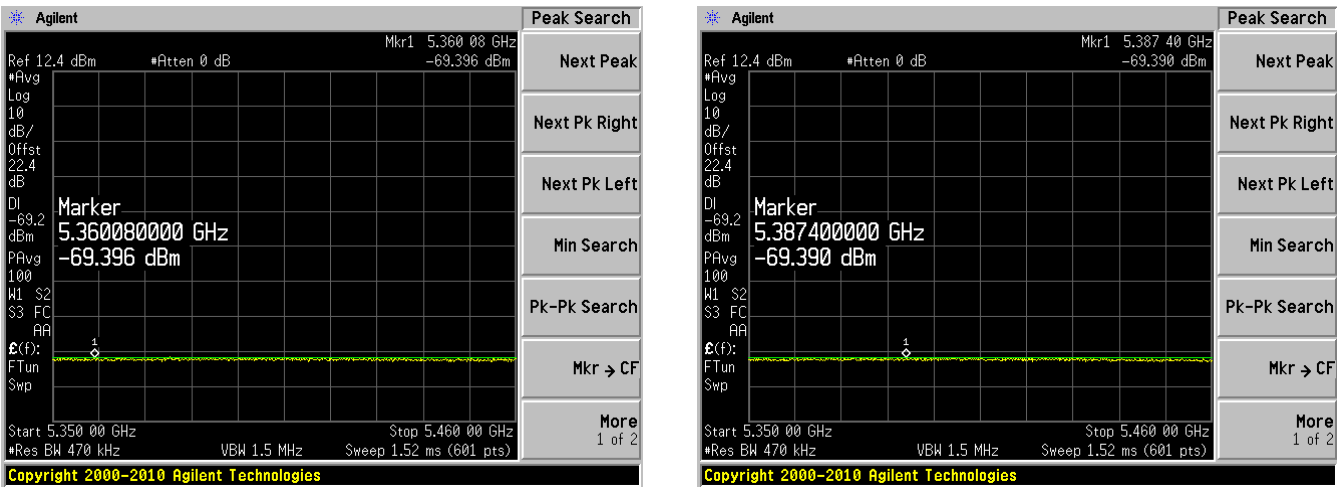 Agilent
Peak Search
Mkr1 5.360 08 GHz
Ref 12.4 dBm #Atten 0 dB -69.396 dBm
#Avg
Log
10
dB/
Offst
22.4
dB
DI
-69.2
dBm
PAvg
100
W1 S2
S3 FC
AA
£(f):
FTun
Swp
Marker
5.360080000 GHz
-69.396 dBm
1
Start 5.350 00 GHz Stop 5.460 00 GHz
#Res BW 470 kHz VBW 1.5 MHz Sweep 1.52 ms (601 pts)
Copyright 2000-2010 Agilent Technologies
Next Peak
Next Pk Right
Next Pk Left
Min Search
Pk-Pk Search
Mkr → CF
More
1 of 2
Agilent
Peak Search
Mkr1 5.387 40 GHz
Ref 12.4 dBm #Atten 0 dB -69.390 dBm
#Avg
Log
10
dB/
Offst
22.4
dB
DI
-69.2
dBm
PAvg
100
W1 S2
S3 FC
AA
£(f):
FTun
Swp
Marker
5.387400000 GHz
-69.390 dBm
1
Start 5.350 00 GHz Stop 5.460 00 GHz
#Res BW 470 kHz VBW 1.5 MHz Sweep 1.52 ms (601 pts)
Copyright 2000-2010 Agilent Technologies
Next Peak
Next Pk Right
Next Pk Left
Min Search
Pk-Pk Search
Mkr → CF
More
1 of 2